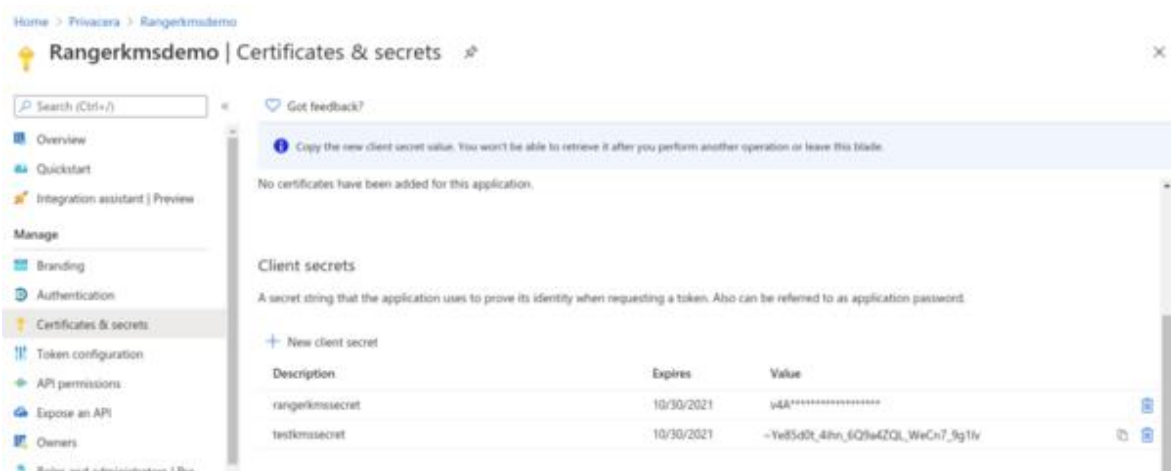 Home > Privacera > Rangerkmsdemo
Rangerkmsdemo | Certificates & secrets
Search (Ctrl+/)
Got feedback?
Overview
Copy the new client secret value. You won't be able to retrieve it after you perform another operation or leave this blade.
Quickstart
No certificates have been added for this application.
Integration assistant | Preview
Manage
Branding
Client secrets
Authentication
A secret string that the application uses to prove its identity when requesting a token. Also can be referred to as application password.
Certificates & secrets
New client secret
Token configuration
Description Expires Value
API permissions
rangerkmssecret 10/30/2021
Expose an API
testkmssecret 10/30/2021
Owners
Roles and administrators